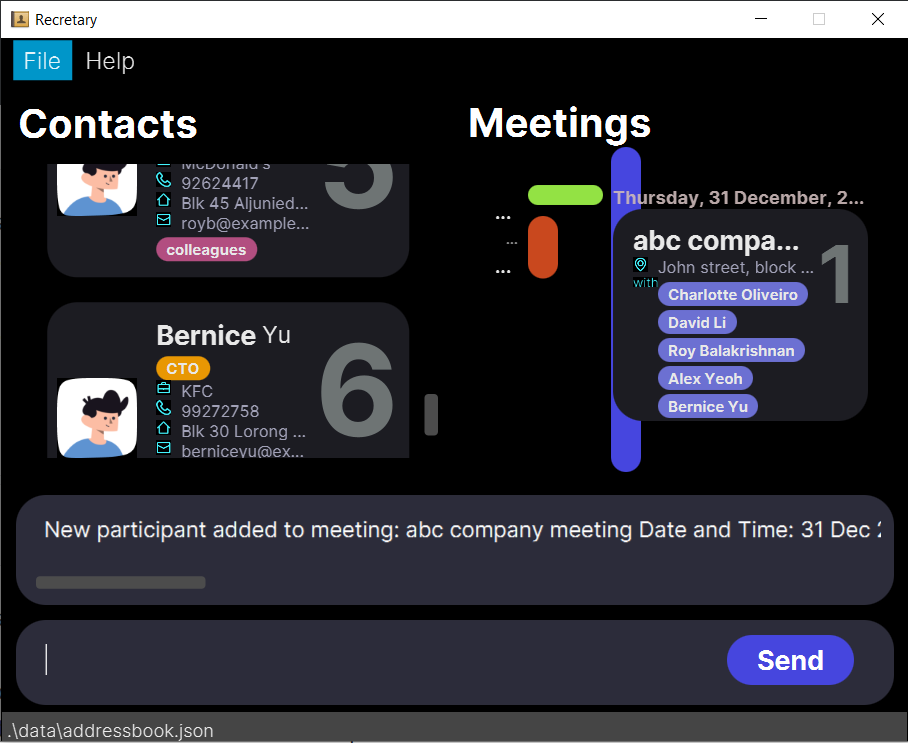 Recretary
File Help
Contacts
Meetings
McDonald's
92624417
Blk 45 Aljunied...
royb@example...
colleagues
5
Bernice Yu
CTO
KFC
99272758
Blk 30 Lorong ...
berniceyu@ex...
6
...
...
...
Thursday, 31 December, 2...
abc compa...
John street, block ...
with
Charlotte Oliveiro
David Li
Roy Balakrishnan
Alex Yeoh
Bernice Yu
1
New participant added to meeting: abc company meeting Date and Time: 31 Dec
Send
.\data\addressbook.json